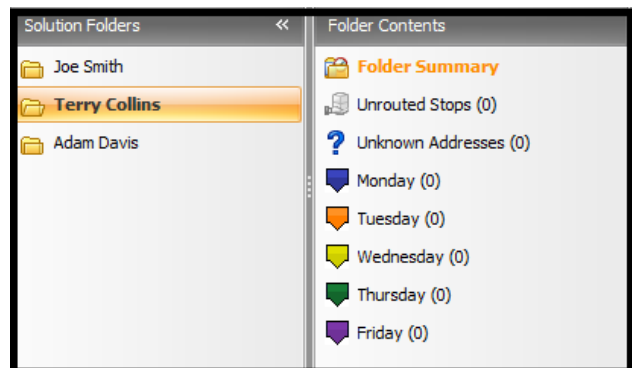 Solution Folders
Joe Smith
Terry Collins
Adam Davis
Folder Contents
Folder Summary
Unrouted Stops (0)
Unknown Addresses (0)
Monday (0)
Tuesday (0)
Wednesday (0)
Thursday (0)
Friday (0)